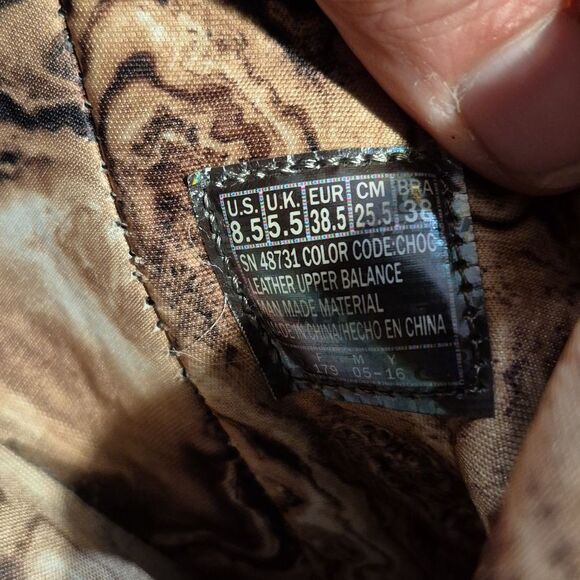 U.S. U.K. EUR CM BRA
8.5 5.5 38.5 25.5 38
SN 48731 COLOR CODE:CHOC
LEATHER UPPER BALANCE
MAN MADE MATERIAL
IN CHINA/HECHO EN CHINA
F M Y
179 05-16